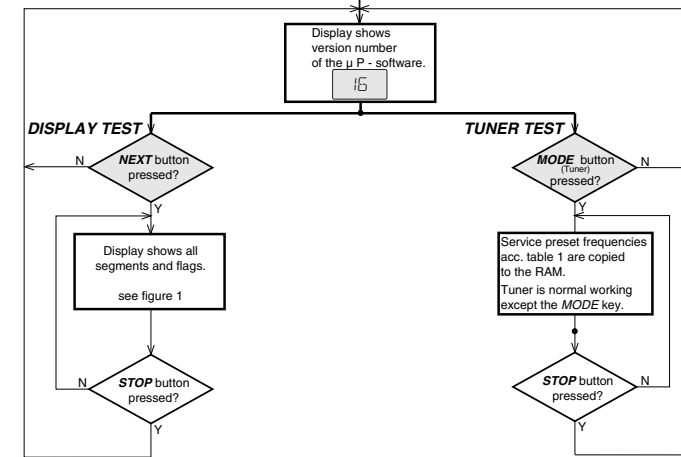 Display shows
version number
of the µ P - software.
16
DISPLAY TEST
N
NEXT button
pressed?
Y
Display shows all
segments and flags.
see figure 1
N
STOP button
pressed?
Y
TUNER TEST
MODE button
(Tuner)
pressed?
N
Y
Service preset frequencies
acc. table 1 are copied
to the RAM.
Tuner is normal working
except the MODE key.
STOP button
pressed?
N
Y